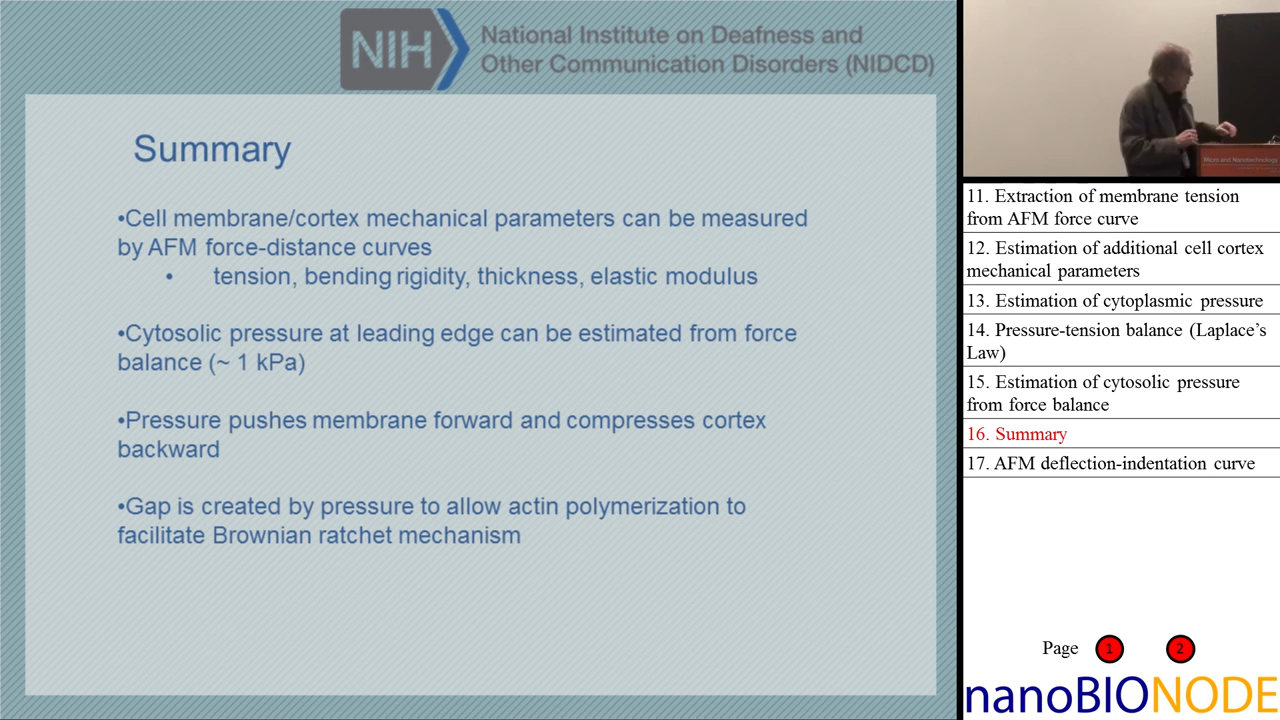 NIH National Institute on Deafness and
Other Communication Disorders (NIDCD)
Summary
•Cell membrane/cortex mechanical parameters can be measured
by AFM force-distance curves
• tension, bending rigidity, thickness, elastic modulus
•Cytosolic pressure at leading edge can be estimated from force
balance (~ 1 kPa)
•Pressure pushes membrane forward and compresses cortex
backward
•Gap is created by pressure to allow actin polymerization to
facilitate Brownian ratchet mechanism
Micro and Nanotechnology
11. Extraction of membrane tension
from AFM force curve
12. Estimation of additional cell cortex
mechanical parameters
13. Estimation of cytoplasmic pressure
14. Pressure-tension balance (Laplace’s
Law)
15. Estimation of cytosolic pressure
from force balance
16. Summary
17. AFM deflection-indentation curve
Page 1 2
nanoBIONODE